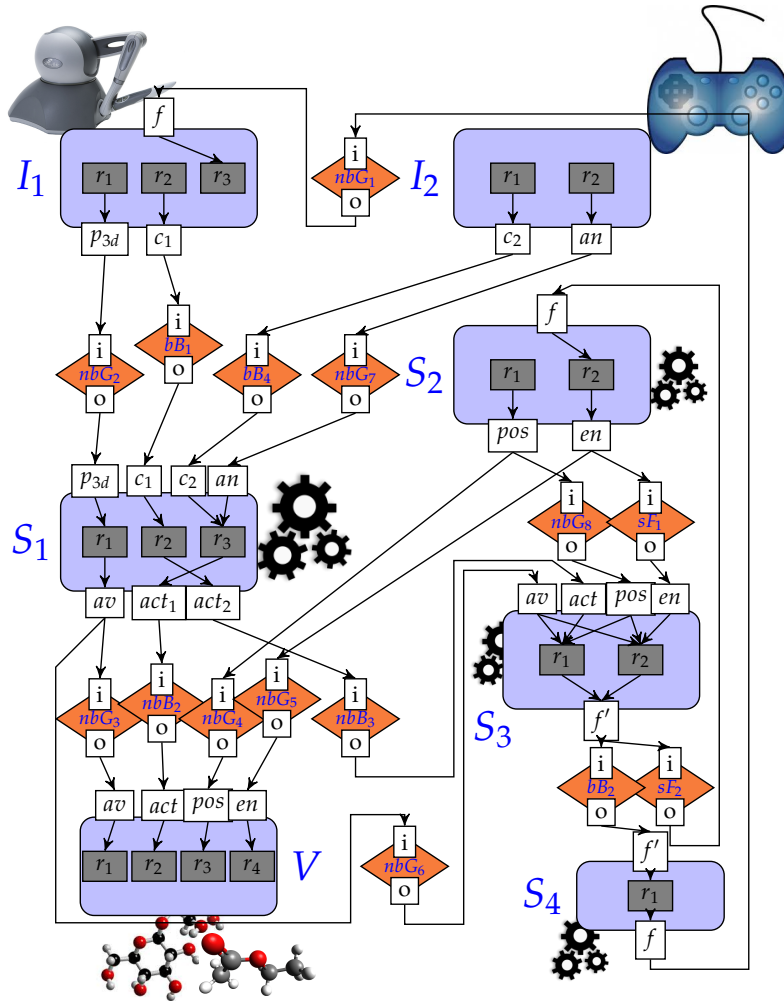 f
i
I₁
r₁ r₂ r₃
nbG₁
I₂
r₁ r₂
o
p₃d c₁
c₂ an
f
i
bB₁
i
nbG₂
o
i
bB₄
i
nbG₇
S₂
r₁ r₂
o
o
o
pos en
p₃d c₁ c₂ an
i
nbG₈
i
sF₁
S₁
r₁ r₂ r₃
o
o
av act₁ act₂
av act pos en
r₁ r₂
i
nbG₃
i
nbB₂
i
nbG₄
i
nbG₅
i
nbB₃
S₃
f'
o
o
o
o
o
i
bB₂
i
sF₂
av act pos en
o
o
i
nbG₆
f'
V
r₁ r₂ r₃ r₄
o
S₄
r₁
f